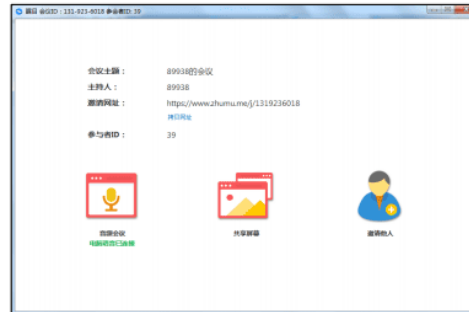 瞩目 会议ID：131-923-6018 参会者ID: 39
会议主题： 89938的会议
主持人： 89938
邀请网址： https://www.zhumu.me/j/1319236018
拷贝网址
参与者ID： 39
音频会议 共享屏幕 邀请他人
电脑语音已连接